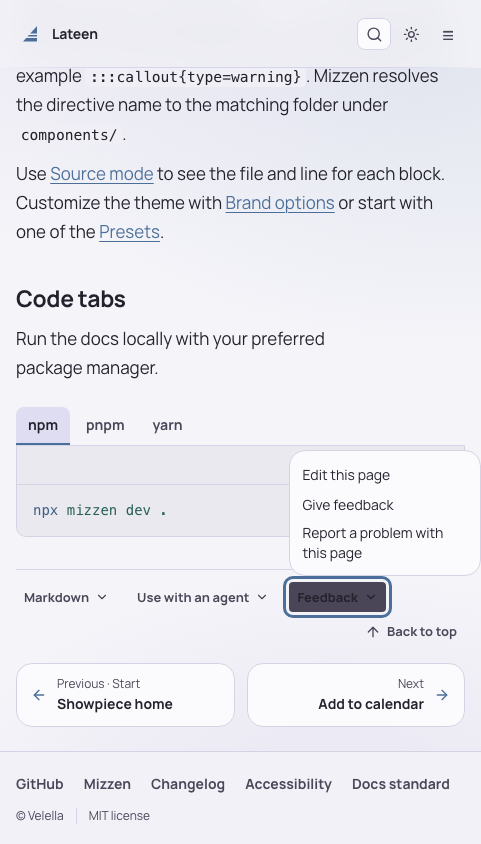 Lateen
example :::callout{type=warning} . Mizzen resolves
the directive name to the matching folder under
components/ .
Use Source mode to see the file and line for each block.
Customize the theme with Brand options or start with
one of the Presets.
Code tabs
Run the docs locally with your preferred
package manager.
npm pnpm yarn
npx mizzen dev .
Edit this page
Give feedback
Report a problem with
this page
Markdown Use with an agent Feedback
Back to top
Previous · Start
Showpiece home
Next
Add to calendar
GitHub Mizzen Changelog Accessibility Docs standard
© Velella MIT license